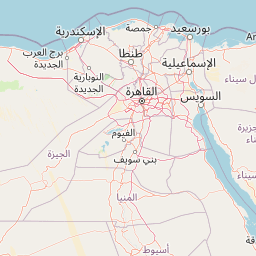 بورسعيد
جمصة
الإسكندرية
برج العرب
الجديدة
طنطا
الإسماعيلية
النوبارية
الجديدة
القاهرة
السويس
الفيوم
بني سويف
الجيزة
المنيا
أسيوط